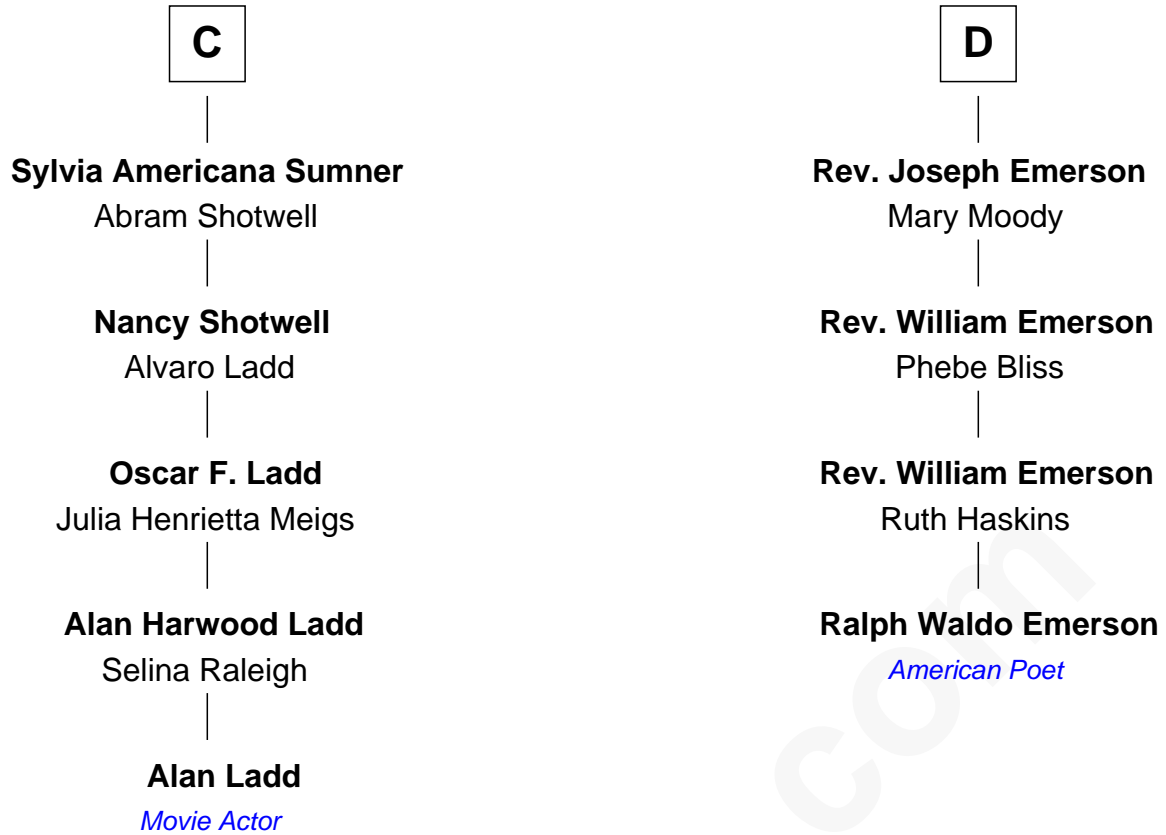 C
Sylvia Americana Sumner
Abram Shotwell
Nancy Shotwell
Alvaro Ladd
Oscar F. Ladd
Julia Henrietta Meigs
Alan Harwood Ladd
Selina Raleigh
Alan Ladd
Movie Actor
D
Rev. Joseph Emerson
Mary Moody
Rev. William Emerson
Phebe Bliss
Rev. William Emerson
Ruth Haskins
Ralph Waldo Emerson
American Poet
com